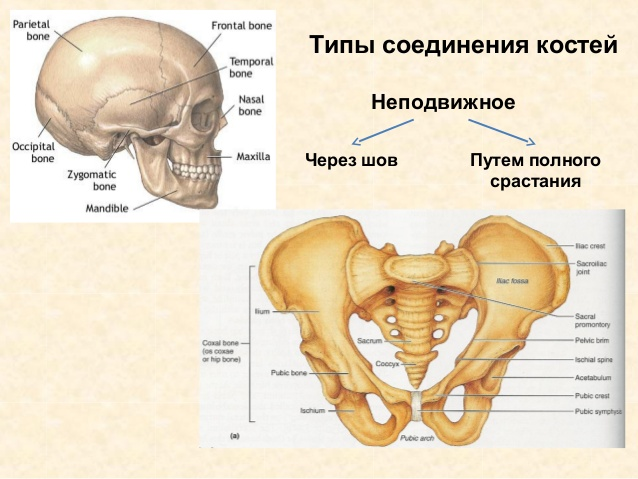 Типы соединения костей
Неподвижное
Через шов
Путем полного
срастания
Parietal
bone
Frontal bone
Temporal
bone
Nasal
bone
Occipital
bone
Zygomatic
bone
Maxilla
Mandible
Iliac crest
Sacroiliac
joint
Iliac fossa
Ilium
Sacral
promontory
Coxal bone
(os coxae
or hip bone)
Sacrum
Pelvic brim
Coccyx
Ischial spine
Pubic bone
Acetabulum
Pubic crest
Ischium
Pubic symphysis
(a)
Pubic arch